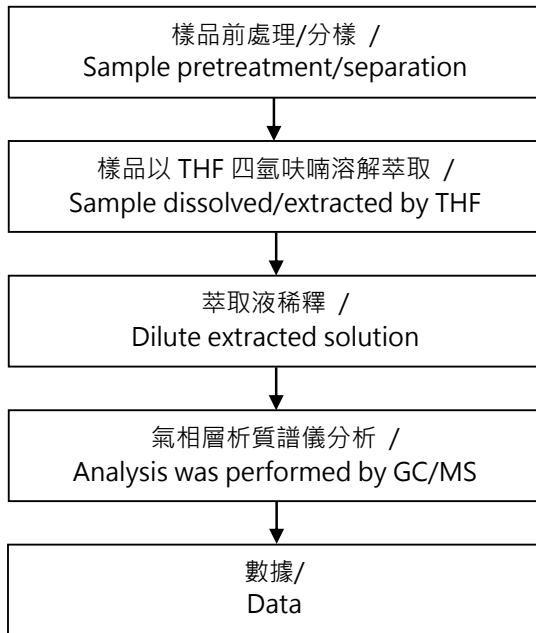 樣品前處理/分樣 /
Sample pretreatment/separation
樣品以 THF 四氫呋喃溶解萃取 /
Sample dissolved/extracted by THF
萃取液稀釋 /
Dilute extracted solution
氣相層析質譜儀分析 /
Analysis was performed by GC/MS
數據/
Data